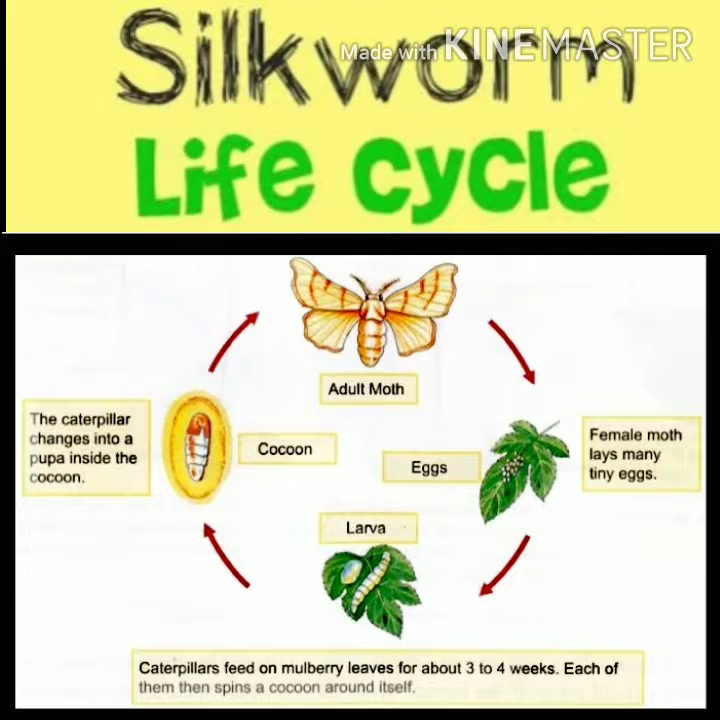 Silkworm
Made with KINEMASTER
Life Cycle
Adult Moth
The caterpillar
changes into a
pupa inside the
cocoon.
Cocoon
Eggs
Female moth
lays many
tiny eggs.
Larva
Caterpillars feed on mulberry leaves for about 3 to 4 weeks. Each of
them then spins a cocoon around itself.